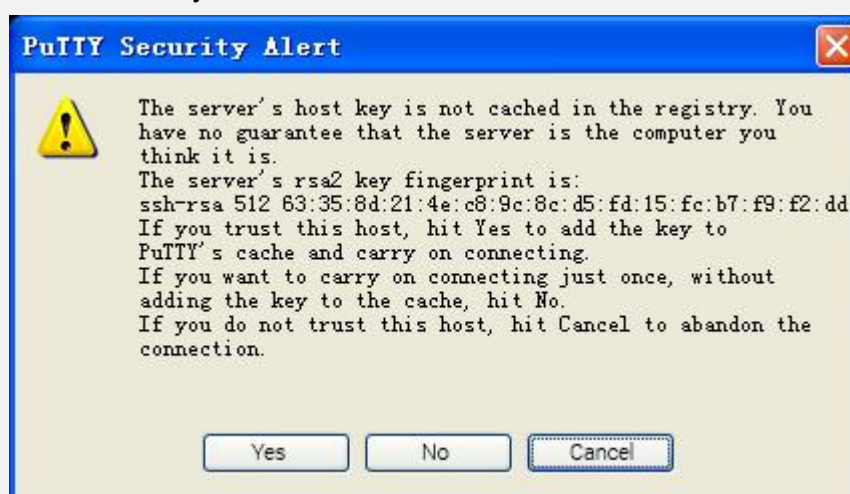 PuTTY Security Alert
The server's host key is not cached in the registry. You
have no guarantee that the server is the computer you
think it is.
The server's rsa2 key fingerprint is:
ssh-rsa 512 63:35:8d:21:4e:c8:9c:8c:d5:fd:15:fc:b7:f9:f2:dd
If you trust this host, hit Yes to add the key to
PuTTY's cache and carry on connecting.
If you want to carry on connecting just once, without
adding the key to the cache, hit No.
If you do not trust this host, hit Cancel to abandon the
connection.
Yes No Cancel